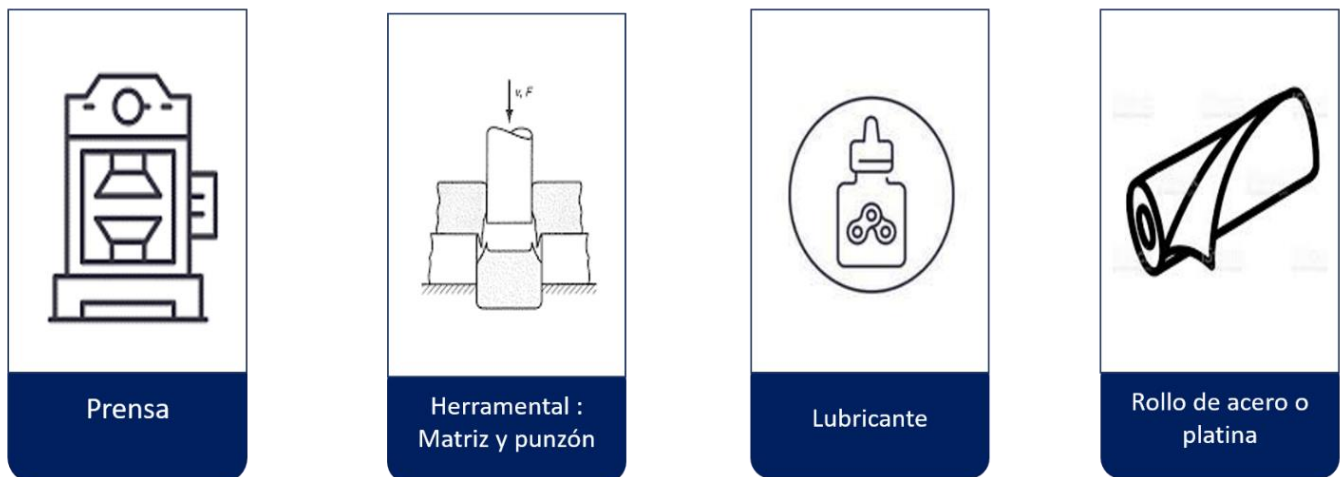 v, F
Prensa
Herramental :
Matriz y punzón
Lubricante
Rollo de acero o
platina